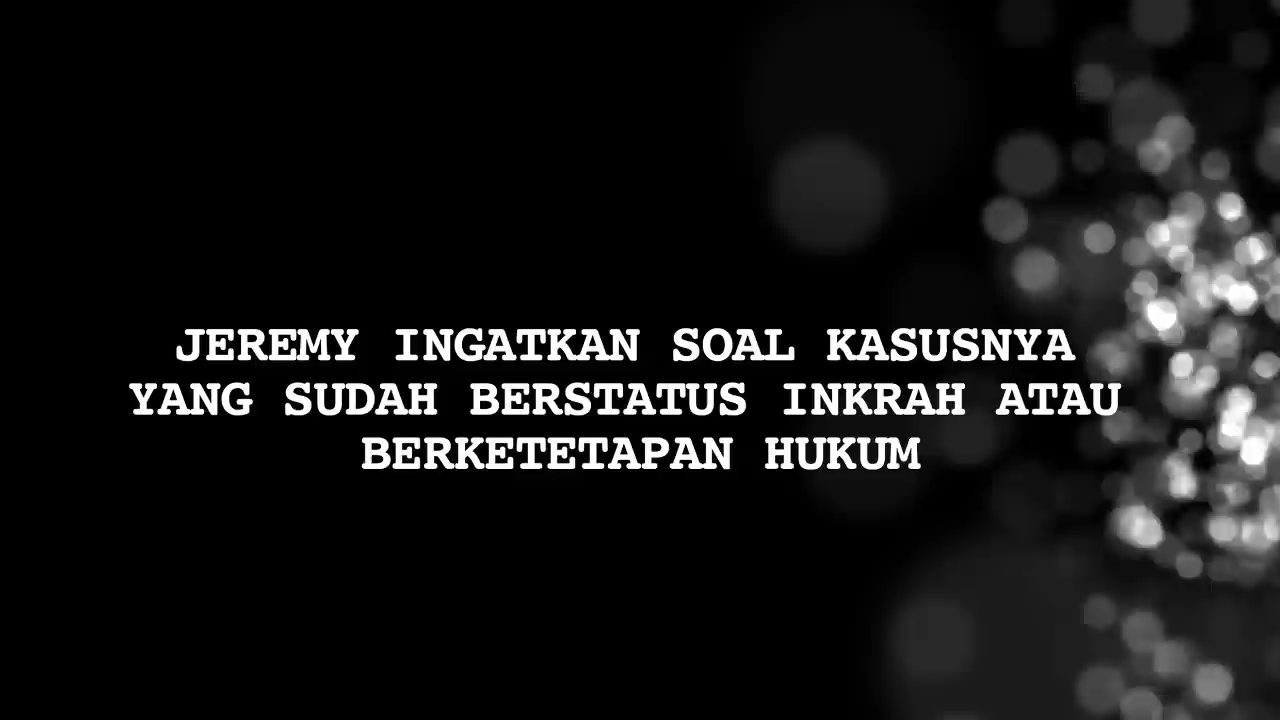 JEREMY INGATKAN SOAL KASUSNYA
YANG SUDAH BERSTATUS INKRAH ATAU
BERKETETAPAN HUKUM